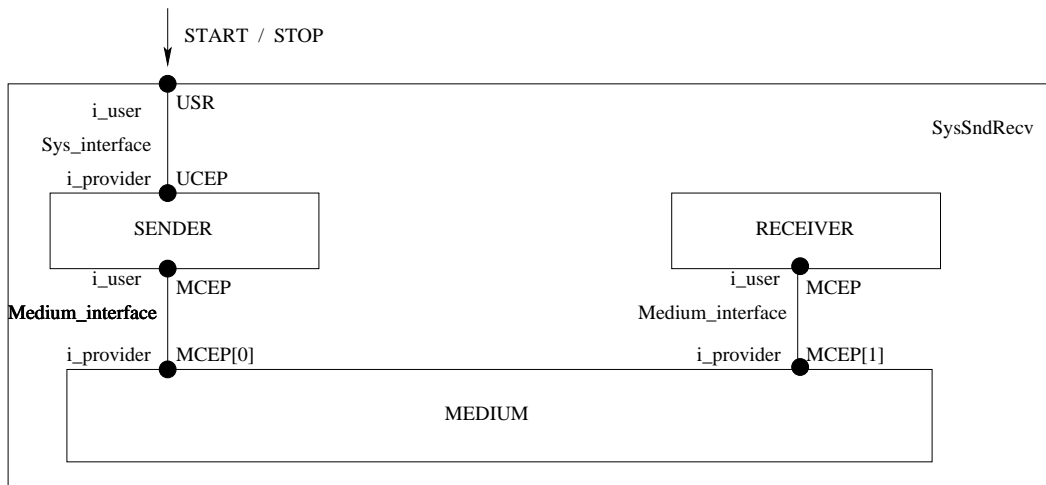 START / STOP
i_user
USR
SysSndRecv
Sys_interface
i_provider
UCEP
SENDER
RECEIVER
i_user
MCEP
i_user
MCEP
Medium_interface
Medium_interface
i_provider
MCEP[0]
i_provider
MCEP[1]
MEDIUM